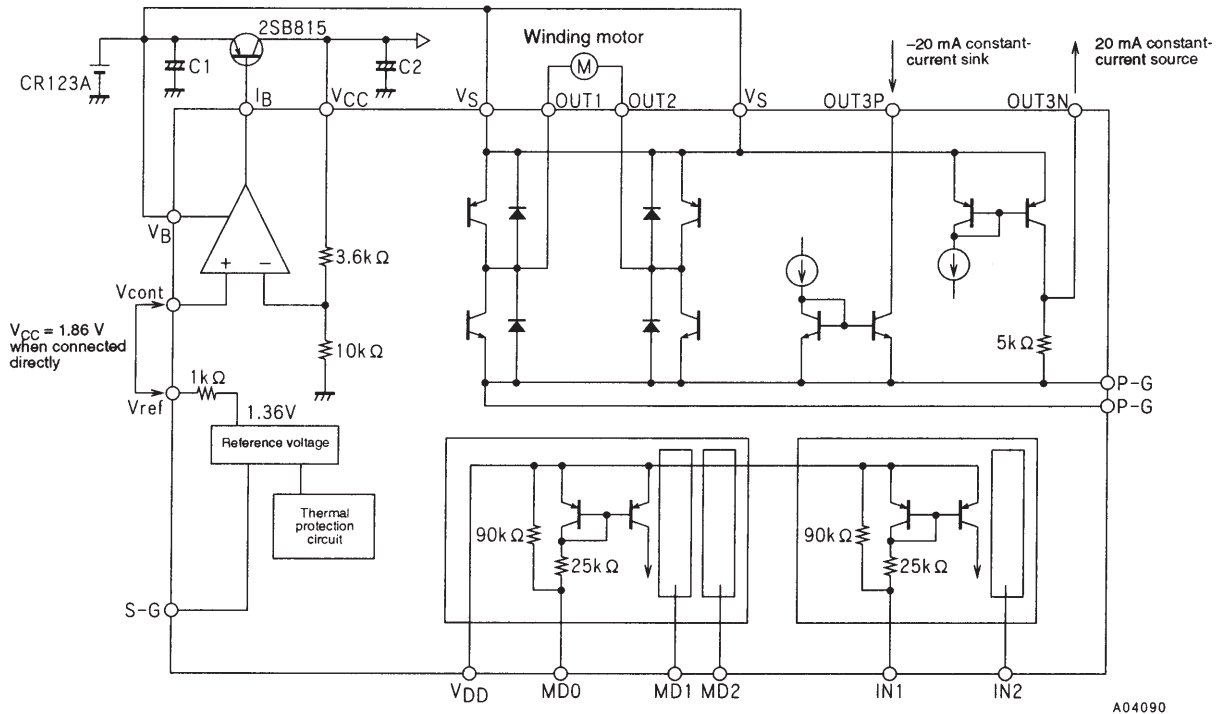 2SB815
Winding motor
M
–20 mA constant-
current sink
20 mA constant-
current source
CR123A
C1
C2
IB
VCC
VS
OUT1
OUT2
VS
OUT3P
OUT3N
VB
+
−
3.6kΩ
Vcont
VCC = 1.86 V
when connected
directly
10kΩ
5kΩ
1kΩ
Vref
1.36V
P-G
P-G
Reference voltage
Thermal
protection
circuit
90kΩ
25kΩ
90kΩ
25kΩ
S-G
VDD
MD0
MD1
MD2
IN1
IN2
A04090